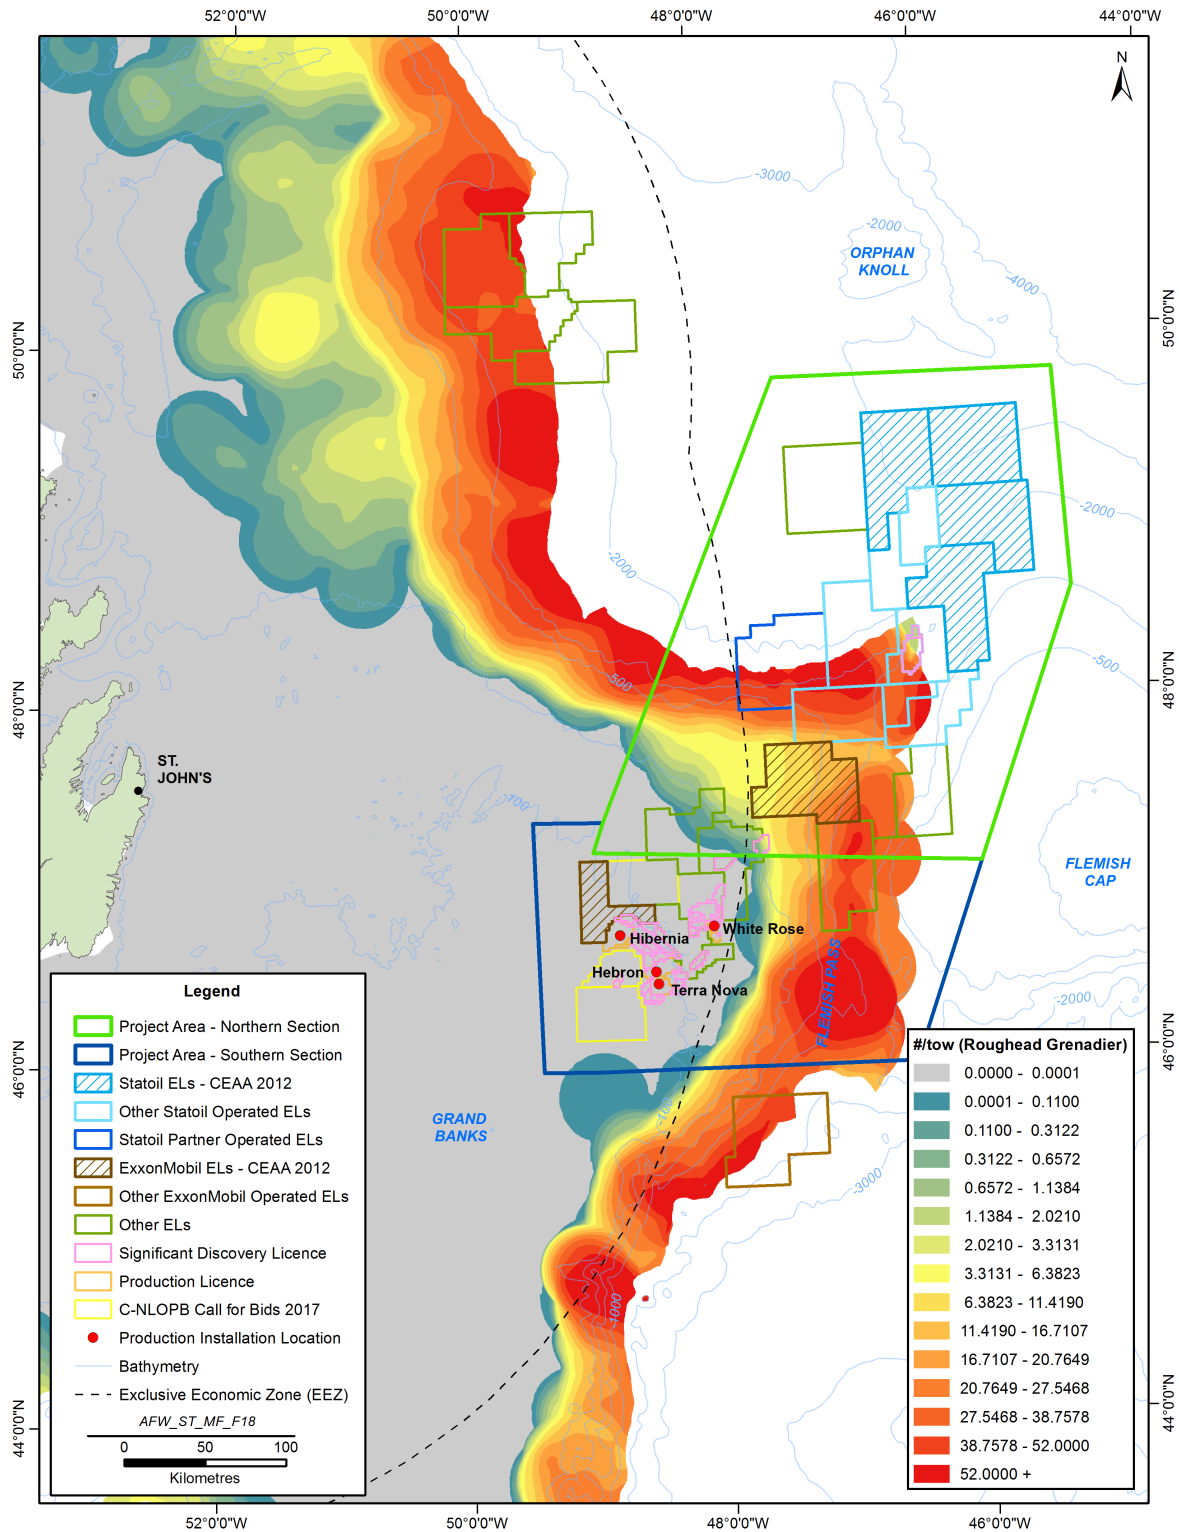 52°0'0"W
50°0'0"W
48°0'0"W
46°0'0"W
44°0'0"W
N
-3000
-2000
ORPHAN
KNOLL
-4000
50°0'0"N
50°0'0"N
-2000
-2000
-500
-500
48°0'0"N
48°0'0"N
ST.
JOHN'S
-100
FLEMISH
CAP
White Rose
Hibernia
Hebron
Terra Nova
FLEMISH PASS
-2000
46°0'0"N
46°0'0"N
GRAND
BANKS
-100
-3000
-1000
44°0'0"N
44°0'0"N
Legend
Project Area - Northern Section
Project Area - Southern Section
Statoil ELs - CEAA 2012
Other Statoil Operated ELs
Statoil Partner Operated ELs
ExxonMobil ELs - CEAA 2012
Other ExxonMobil Operated ELs
Other ELs
Significant Discovery Licence
Production Licence
C-NLOPB Call for Bids 2017
Production Installation Location
Bathymetry
Exclusive Economic Zone (EEZ)
AFW_ST_MF_F18
0 50 100
Kilometres
#/tow (Roughead Grenadier)
0.0000 - 0.0001
0.0001 - 0.1100
0.1100 - 0.3122
0.3122 - 0.6572
0.6572 - 1.1384
1.1384 - 2.0210
2.0210 - 3.3131
3.3131 - 6.3823
6.3823 - 11.4190
11.4190 - 16.7107
16.7107 - 20.7649
20.7649 - 27.5468
27.5468 - 38.7578
38.7578 - 52.0000
52.0000 +
52°0'0"W
50°0'0"W
48°0'0"W
46°0'0"W